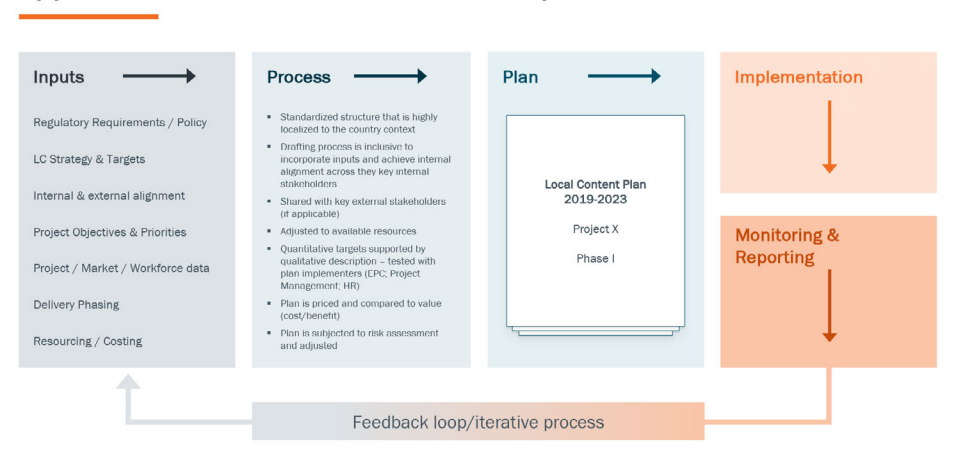 Inputs
Regulatory Requirements / Policy
LC Strategy & Targets
Internal & external alignment
Project Objectives & Priorities
Project / Market / Workforce data
Delivery Phasing
Resourcing / Costing
Process
▪ Standardized structure that is highly
localized to the country context
▪ Drafting process is inclusive to
incorporate inputs and achieve internal
alignment across they key internal
stakeholders
▪ Shared with key external stakeholders
(if applicable)
▪ Adjusted to available resources
▪ Quantitative targets supported by
qualitative description – tested with
plan implementers (EPC; Project
Management; HR)
▪ Plan is priced and compared to value
(cost/benefit)
▪ Plan is subjected to risk assessment
and adjusted
Plan
Local Content Plan
2019-2023
Project X
Phase I
Implementation
Monitoring &
Reporting
Feedback loop/iterative process